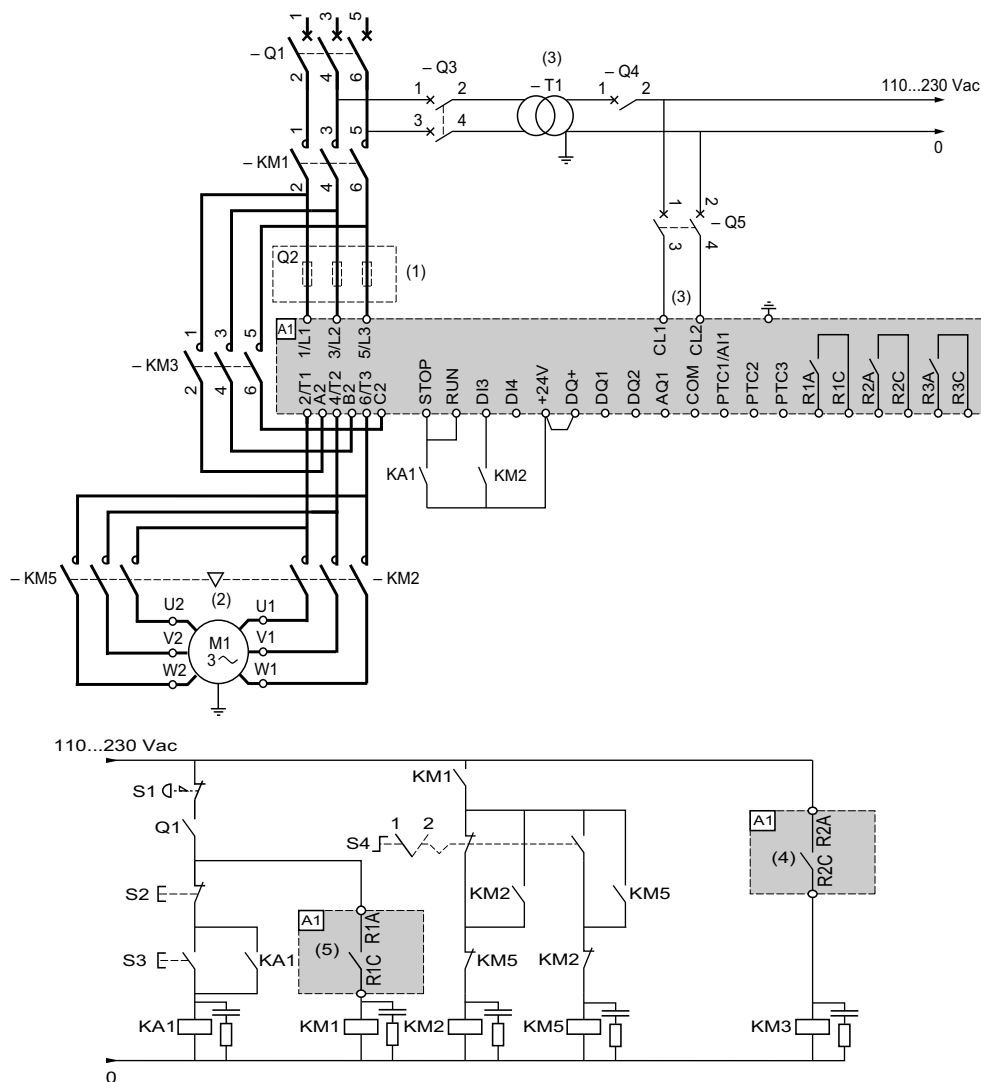 1 3 5
– Q1
2 4 6
– Q3
1 2
3 4
(3)
– T1
– Q4
1 2
110...230 Vac
0
1 3 5
– KM1
2 4 6
1 2
– Q5
3 4
Q2
(1)
(3)
A1
1/L1 3/L2 5/L3
CL1 CL2
1 3 5
– KM3
2 4 6
2/T1 A2 4/T2 B2 6/T3 C2
STOP RUN DI3 DI4 +24V DQ+ DQ1 DQ2 AQ1 COM PTC1/AI1 PTC2 PTC3 R1A R1C R2A R2C R3A R3C
KA1
KM2
– KM5
(2)
– KM2
U2 U1
V2 V1
W2 W1
M1
3
110...230 Vac
S1
Q1
KM1
S4
1 2
S2
KM2
KM5
A1
R2A
(4)
R2C
A1
R1A
(5)
R1C
S3
KA1
KM5
KM2
KA1
KM1
KM2
KM5
KM3
0